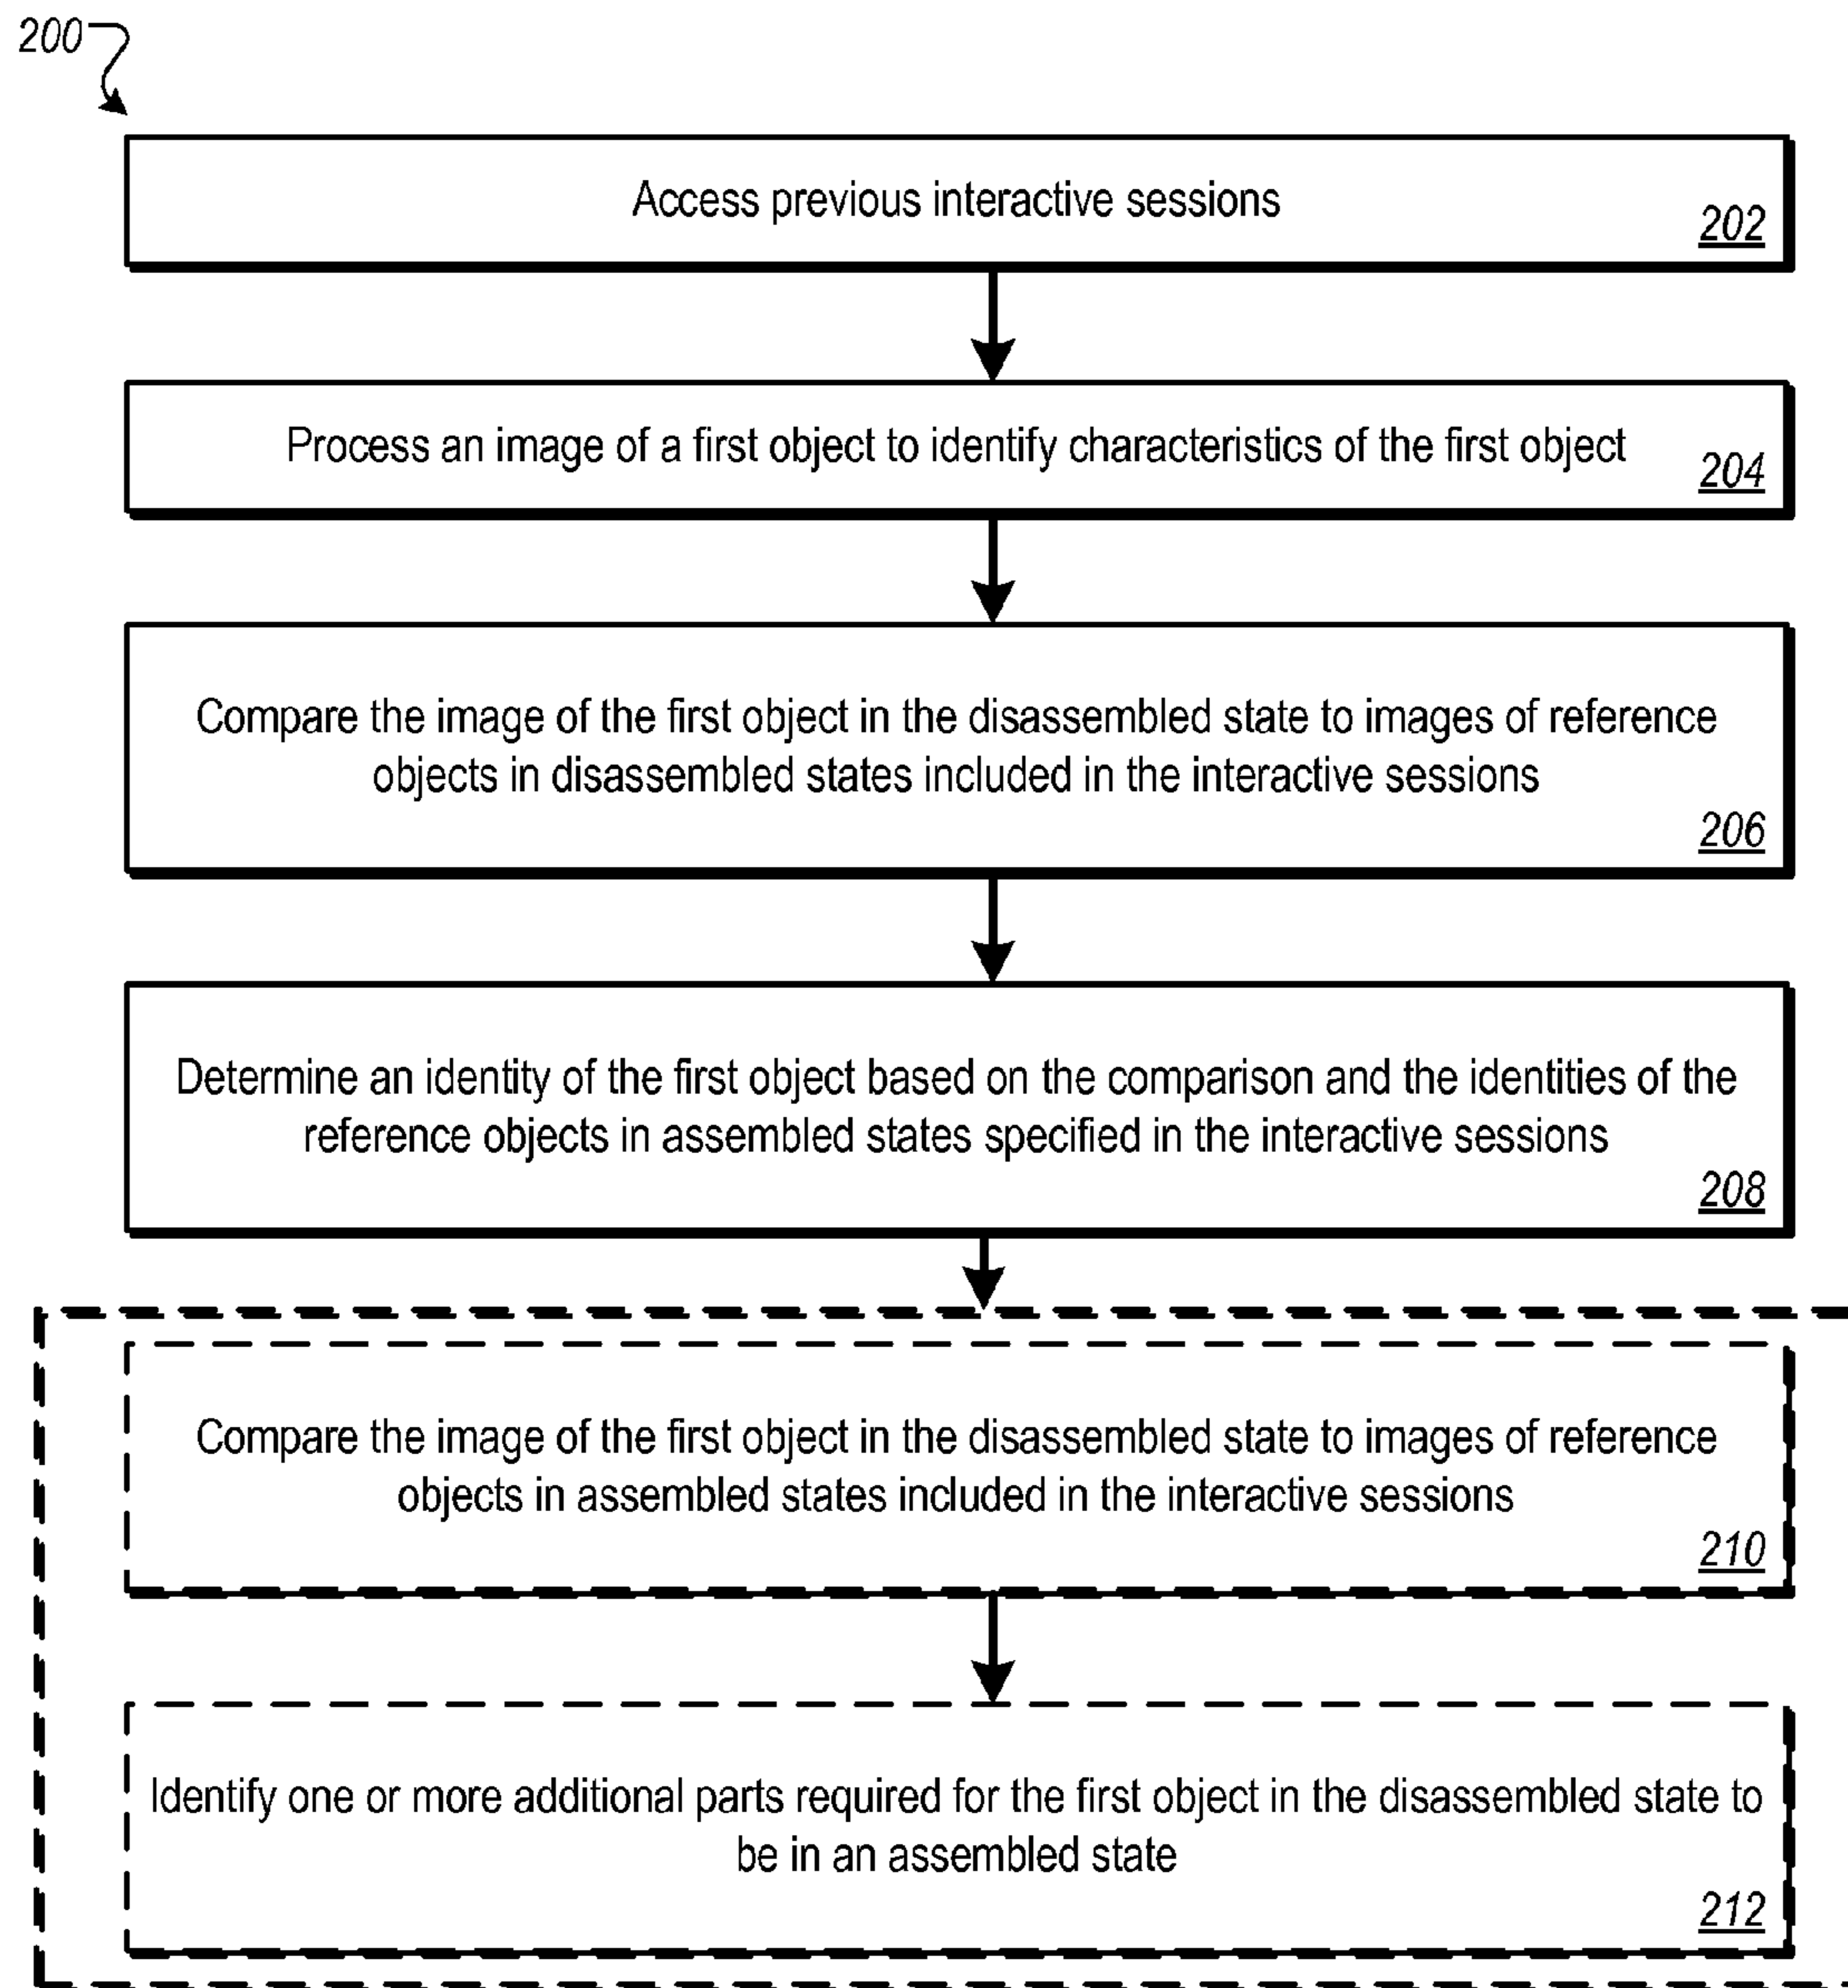 200
Access previous interactive sessions
202
Process an image of a first object to identify characteristics of the first object
204
Compare the image of the first object in the disassembled state to images of reference
objects in disassembled states included in the interactive sessions
206
Determine an identity of the first object based on the comparison and the identities of the
reference objects in assembled states specified in the interactive sessions
208
Compare the image of the first object in the disassembled state to images of reference
objects in assembled states included in the interactive sessions
210
Identify one or more additional parts required for the first object in the disassembled state to
be in an assembled state
212